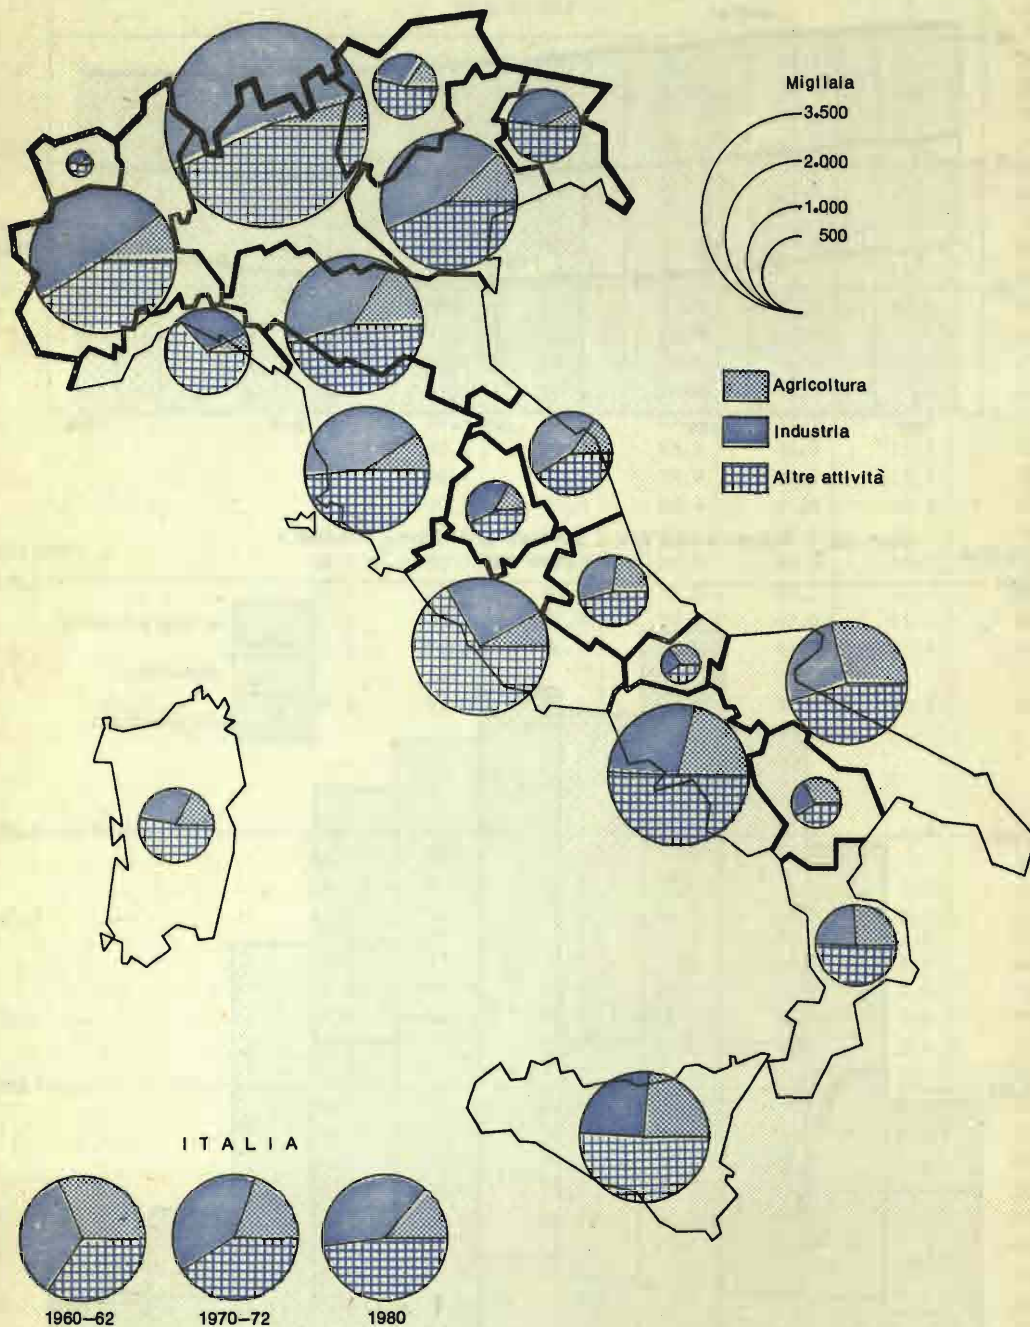 Migliaia
3.500
2.000
1.000
500
Agricoltura
Industria
Altre attività
ITALIA
1960-62
1970-72
1980